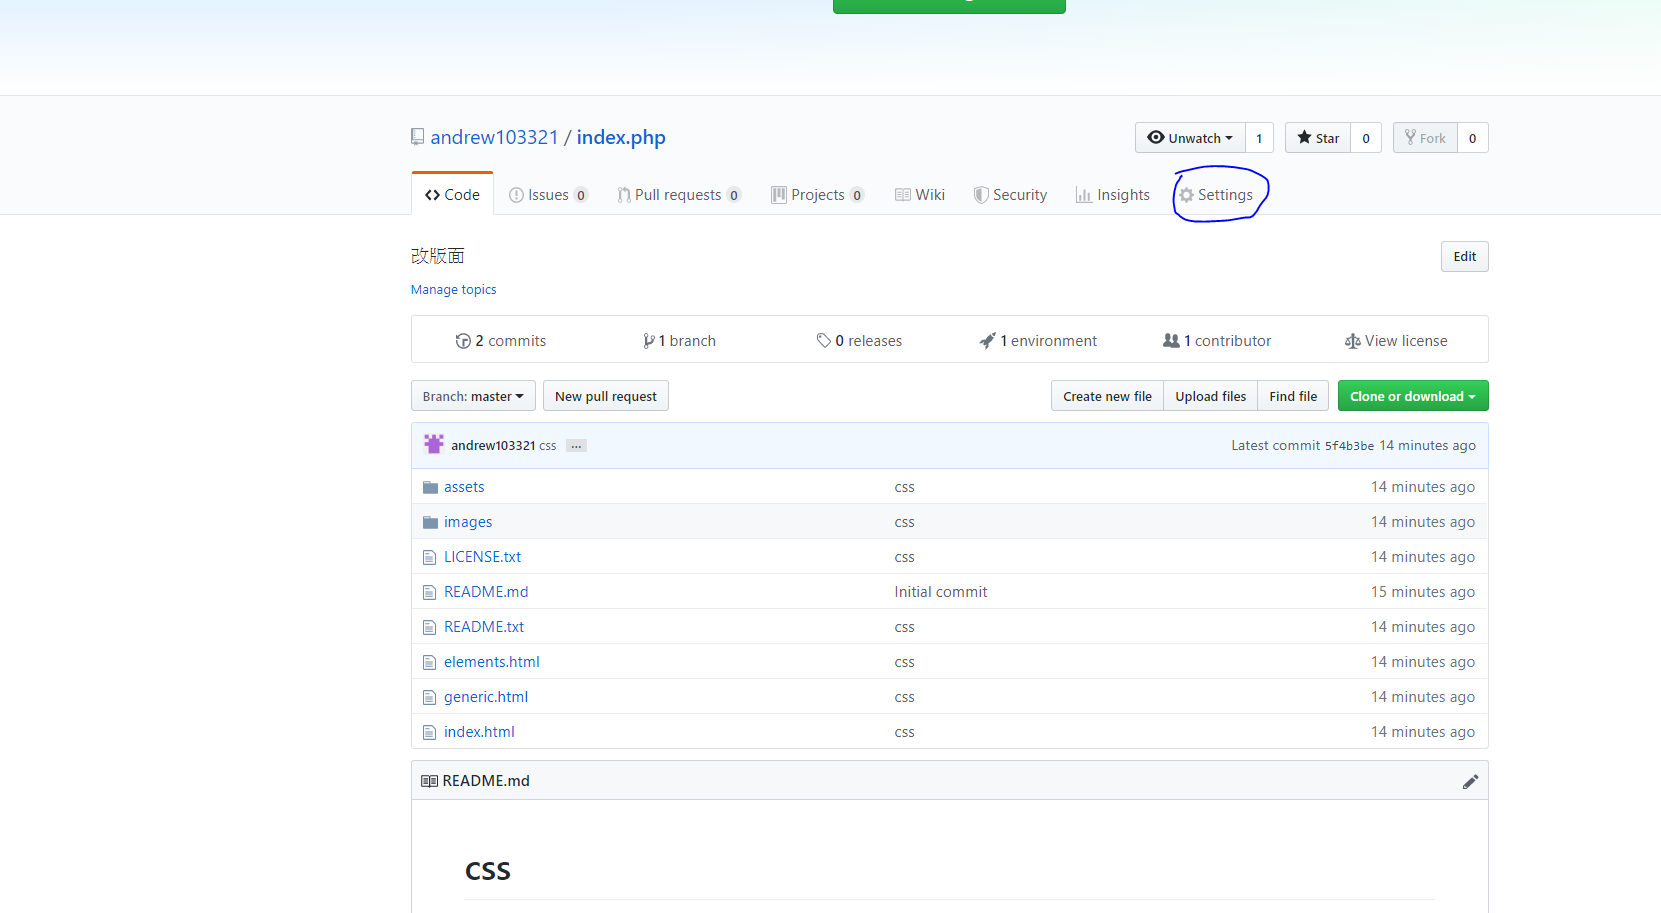 andrew103321 / index.php
Unwatch 1 Star 0 Fork 0
Code Issues 0 Pull requests 0 Projects 0 Wiki Security Insights Settings
改版面
Edit
Manage topics
2 commits 1 branch 0 releases 1 environment 1 contributor View license
Branch: master New pull request Create new file Upload files Find file Clone or download
andrew103321 css ... Latest commit 5f4b3be 14 minutes ago
assets css 14 minutes ago
images css 14 minutes ago
LICENSE.txt css 14 minutes ago
README.md Initial commit 15 minutes ago
README.txt css 14 minutes ago
elements.html css 14 minutes ago
generic.html css 14 minutes ago
index.html css 14 minutes ago
README.md
CSS